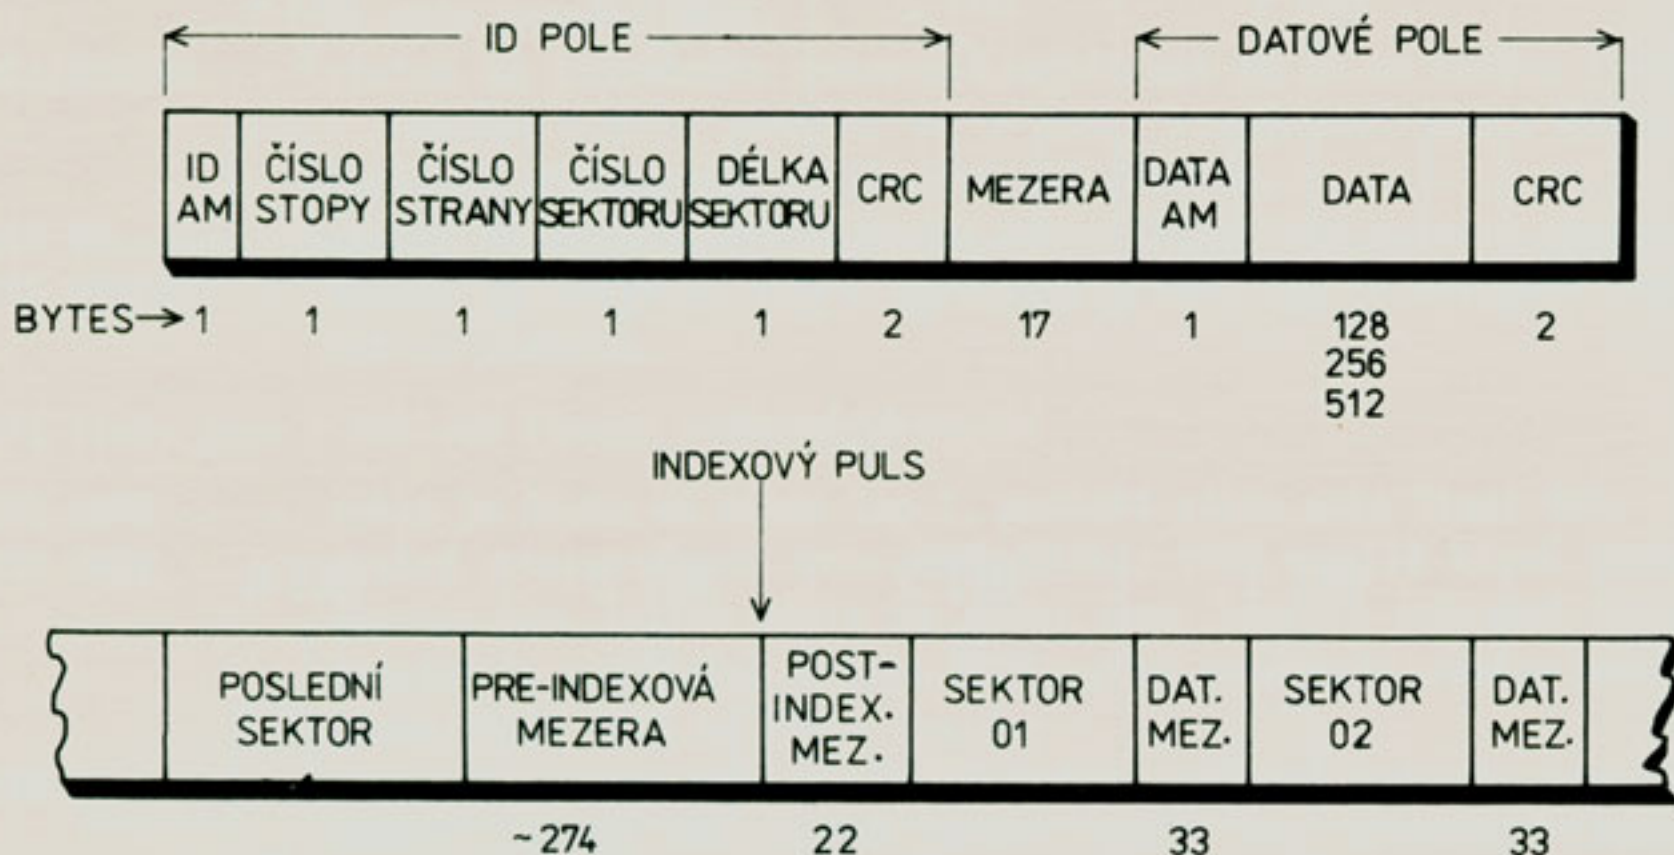 ID POLE
DATOVÉ POLE
ID
AM
ČÍSLO
STOPY
ČÍSLO
STRANY
ČÍSLO
SEKTORU
DÉLKA
SEKTORU
CRC
MEZERA
DATA
AM
DATA
CRC
BYTES→ 1 1 1 1 1 2 17 1 128 2
256
512
INDEXOVÝ PULS
POSLEDNÍ
SEKTOR
PRE-INDEXOVÁ
MEZERA
POST-
INDEX.
MEZ.
SEKTOR
01
DAT.
MEZ.
SEKTOR
02
DAT.
MEZ.
~274 22 33 33